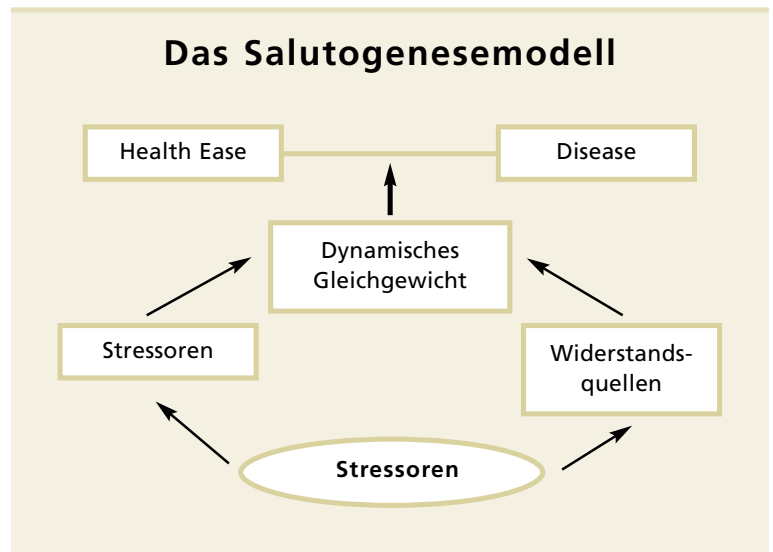 Das Salutogenesemodell
Health Ease
Disease
Dynamisches
Gleichgewicht
Stressoren
Widerstands-
quellen
Stressoren